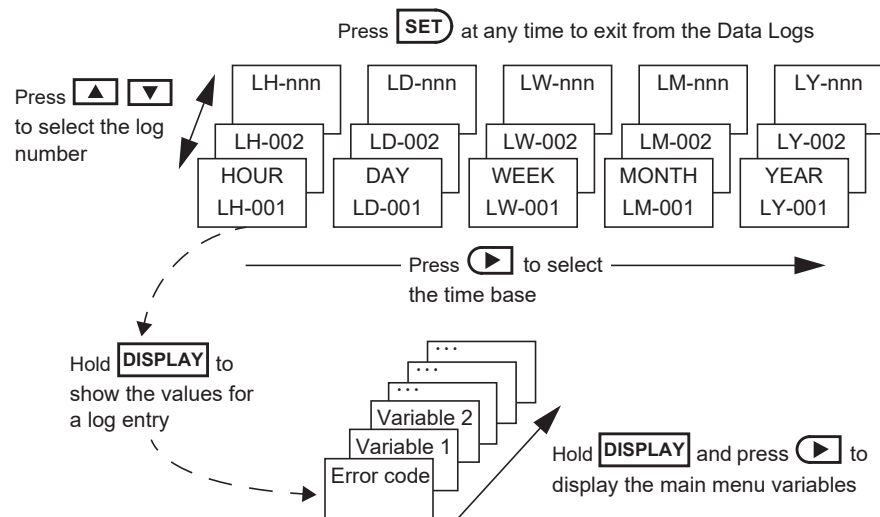 Press SET at any time to exit from the Data Logs
Press ▲ ▼
to select the log
number
LH-nnn LD-nnn LW-nnn LM-nnn LY-nnn
LH-002 LD-002 LW-002 LM-002 LY-002
HOUR DAY WEEK MONTH YEAR
LH-001 LD-001 LW-001 LM-001 LY-001
Press ▶ to select
the time base
Hold DISPLAY to
show the values for
a log entry
...
...
...
Variable 2
Variable 1
Error code
Hold DISPLAY and press ▶ to
display the main menu variables